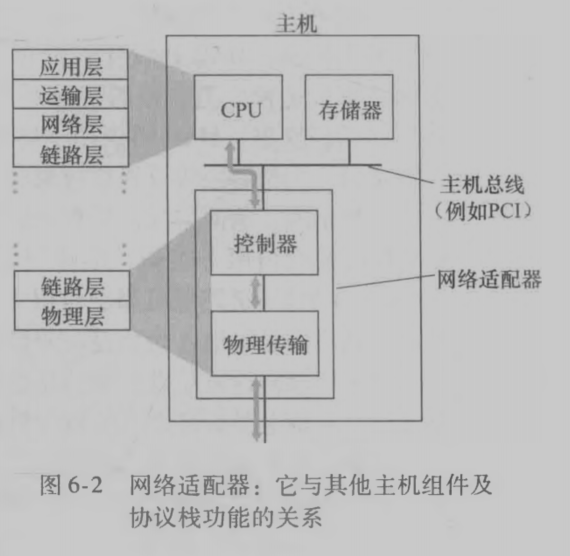 主机
应用层
运输层
网络层
链路层
CPU
存储器
主机总线
（例如PCI）
控制器
网络适配器
链路层
物理层
物理传输
图 6-2 网络适配器：它与其他主机组件及
协议栈功能的关系